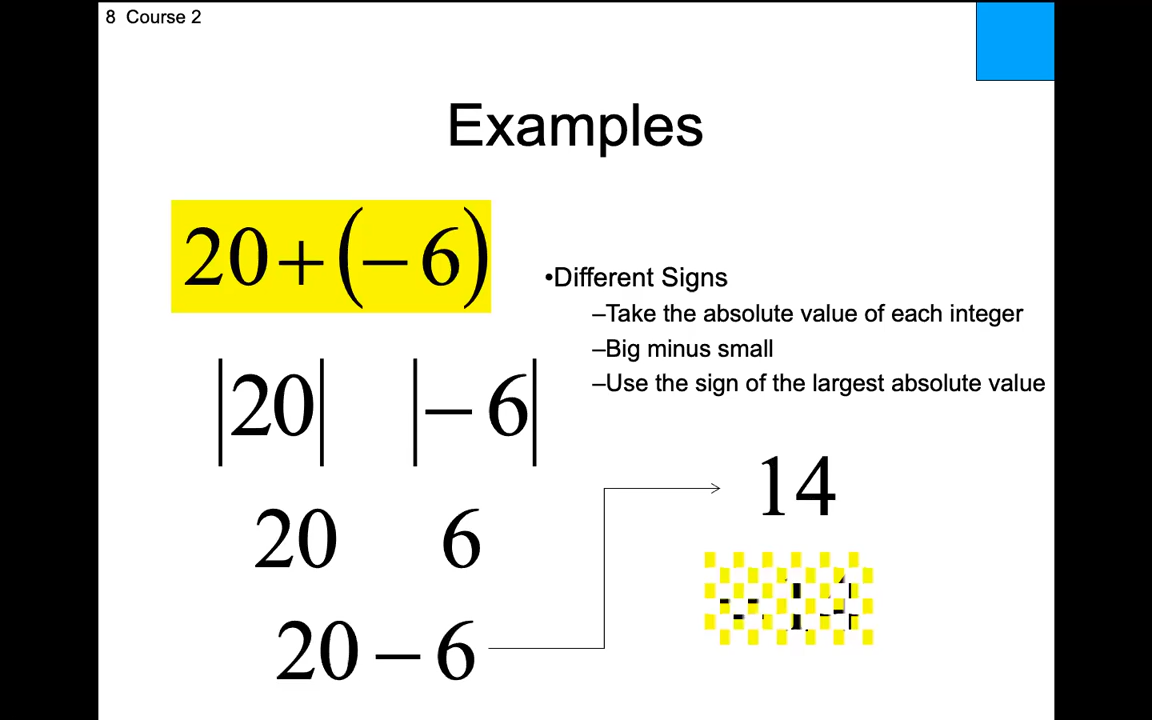 8 Course 2
Examples
20+(−6)
•Different Signs
–Take the absolute value of each integer
–Big minus small
–Use the sign of the largest absolute value
|20| |−6|
14
20 6
20−6